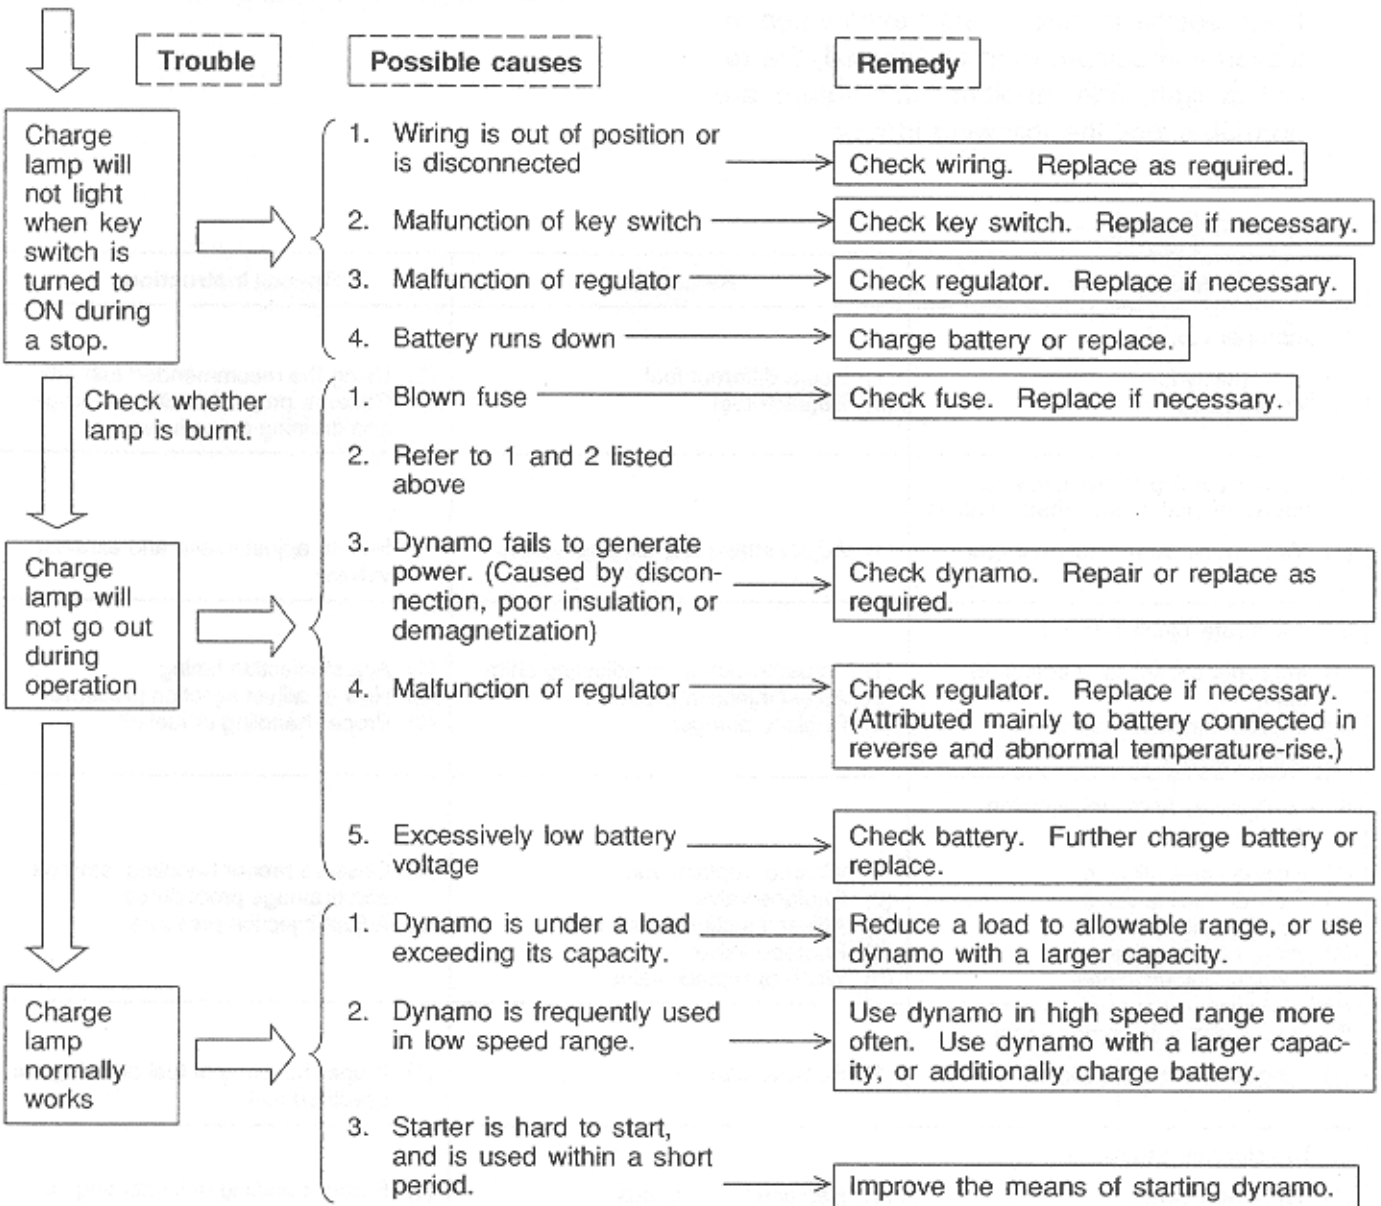 Trouble
Possible causes
Remedy
Charge
lamp will
not light
when key
switch is
turned to
ON during
a stop.
1. Wiring is out of position or
is disconnected
Check wiring. Replace as required.
2. Malfunction of key switch
Check key switch. Replace if necessary.
3. Malfunction of regulator
Check regulator. Replace if necessary.
4. Battery runs down
Charge battery or replace.
Check whether
lamp is burnt.
Charge
lamp will
not go out
during
operation
1. Blown fuse
Check fuse. Replace if necessary.
2. Refer to 1 and 2 listed
above
3. Dynamo fails to generate
power. (Caused by discon-
nection, poor insulation, or
demagnetization)
Check dynamo. Repair or replace as
required.
4. Malfunction of regulator
Check regulator. Replace if necessary.
(Attributed mainly to battery connected in
reverse and abnormal temperature-rise.)
5. Excessively low battery
voltage
Check battery. Further charge battery or
replace.
Charge
lamp
normally
works
1. Dynamo is under a load
exceeding its capacity.
Reduce a load to allowable range, or use
dynamo with a larger capacity.
2. Dynamo is frequently used
in low speed range.
Use dynamo in high speed range more
often. Use dynamo with a larger capac-
ity, or additionally charge battery.
3. Starter is hard to start,
and is used within a short
period.
Improve the means of starting dynamo.